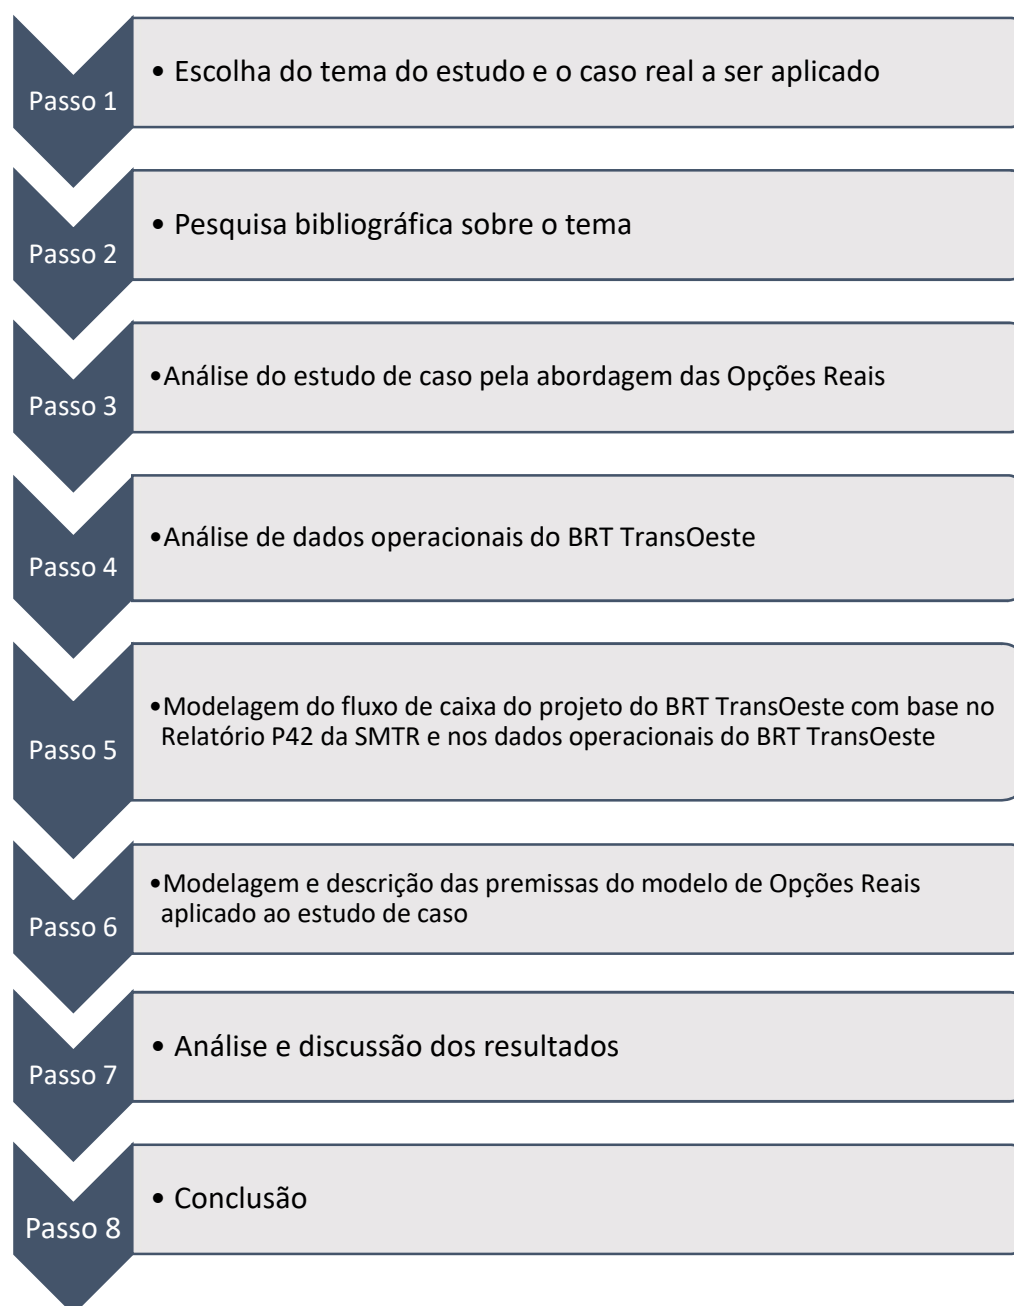 Passo 1
• Escolha do tema do estudo e o caso real a ser aplicado
Passo 2
• Pesquisa bibliográfica sobre o tema
Passo 3
•Análise do estudo de caso pela abordagem das Opções Reais
Passo 4
•Análise de dados operacionais do BRT TransOeste
Passo 5
•Modelagem do fluxo de caixa do projeto do BRT TransOeste com base no
Relatório P42 da SMTR e nos dados operacionais do BRT TransOeste
Passo 6
•Modelagem e descrição das premissas do modelo de Opções Reais
aplicado ao estudo de caso
Passo 7
• Análise e discussão dos resultados
Passo 8
• Conclusão